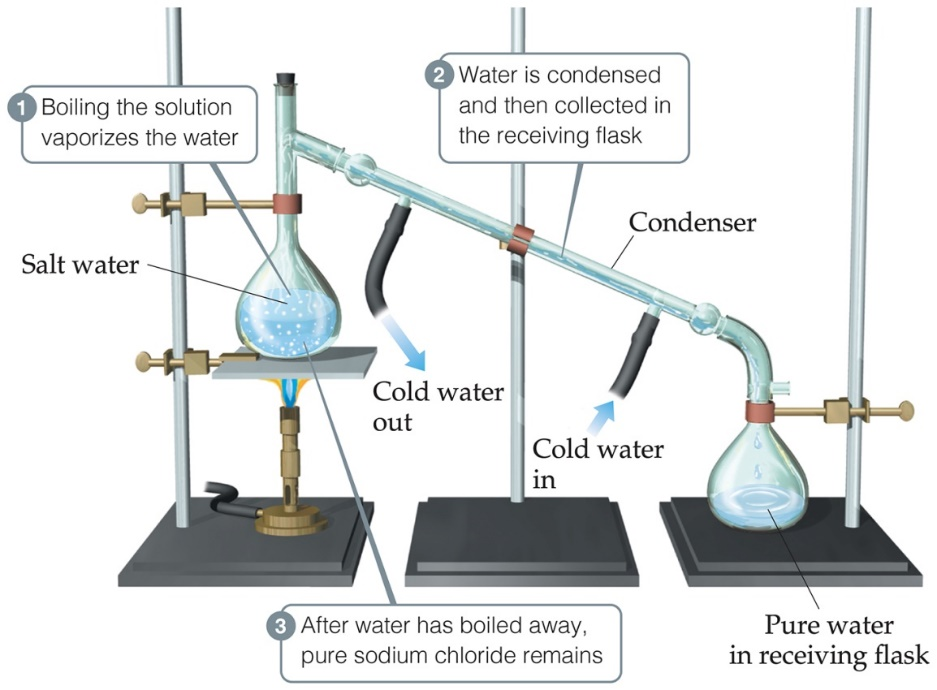 1 Boiling the solution
vaporizes the water
2 Water is condensed
and then collected in
the receiving flask
Condenser
Salt water
Cold water
out
Cold water
in
3 After water has boiled away,
pure sodium chloride remains
Pure water
in receiving flask